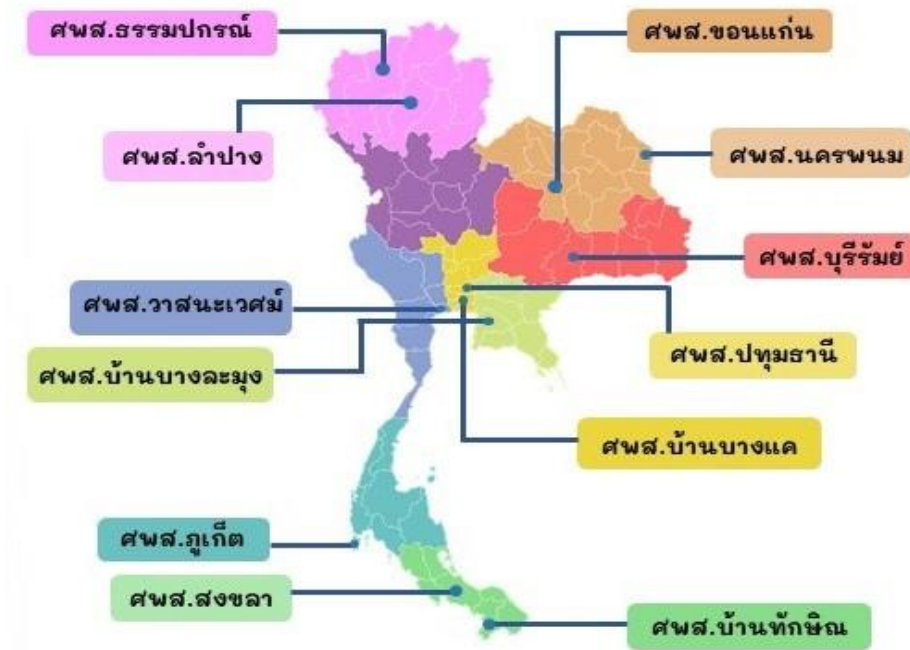 ศพส.ธรรมปกรณ์
ศพส.ขอนแก่น
ศพส.ลำปาง
ศพส.นครพนม
ศพส.บุรีรัมย์
ศพส.วาสนะเวศม์
ศพส.ปทุมธานี
ศพส.บ้านบางละมุง
ศพส.บ้านบางแค
ศพส.ภูเก็ต
ศพส.สงขลา
ศพส.บ้านทักษิณ